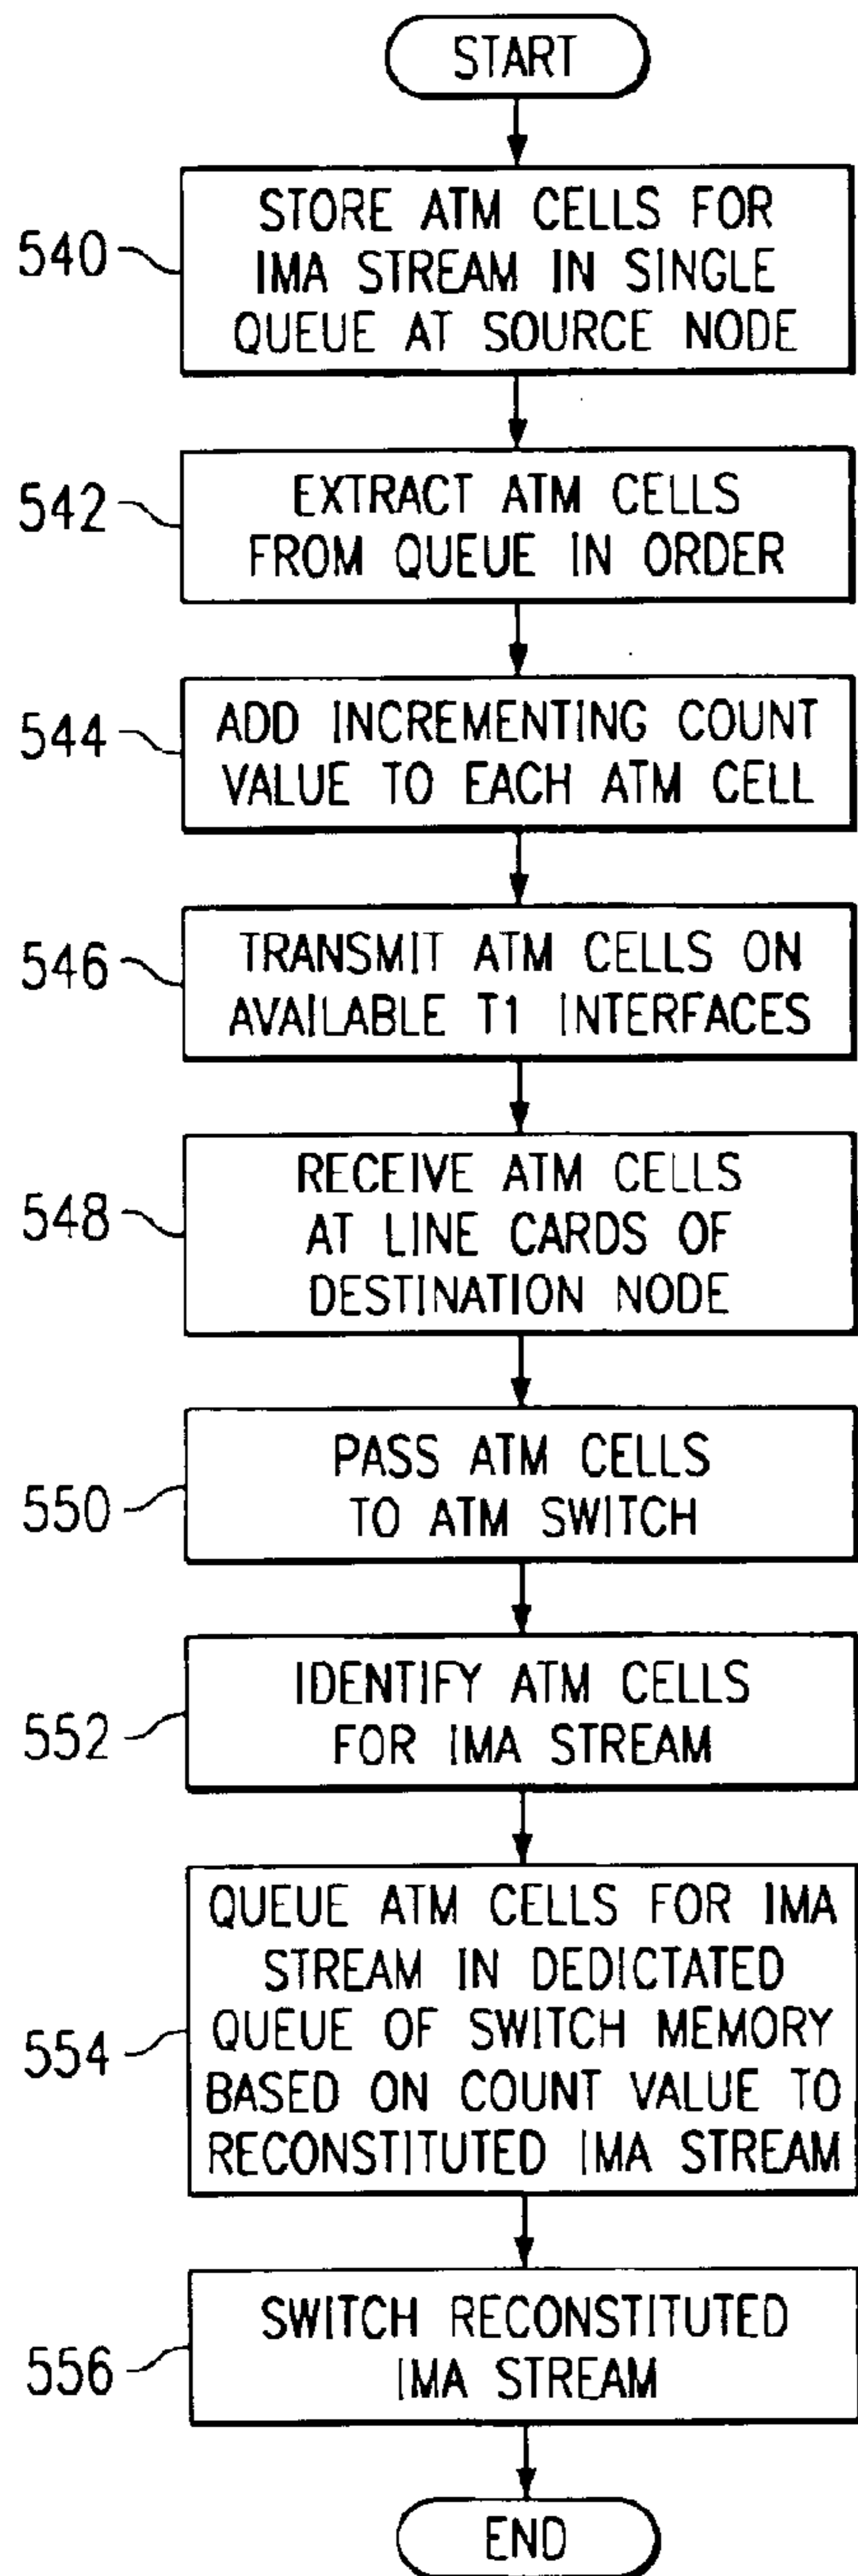 START
540
STORE ATM CELLS FOR
IMA STREAM IN SINGLE
QUEUE AT SOURCE NODE
542
EXTRACT ATM CELLS
FROM QUEUE IN ORDER
544
ADD INCREMENTING COUNT
VALUE TO EACH ATM CELL
546
TRANSMIT ATM CELLS ON
AVAILABLE T1 INTERFACES
548
RECEIVE ATM CELLS
AT LINE CARDS OF
DESTINATION NODE
550
PASS ATM CELLS
TO ATM SWITCH
552
IDENTIFY ATM CELLS
FOR IMA STREAM
554
QUEUE ATM CELLS FOR IMA
STREAM IN DEDICTATED
QUEUE OF SWITCH MEMORY
BASED ON COUNT VALUE TO
RECONSTITUTED IMA STREAM
556
SWITCH RECONSTITUTED
IMA STREAM
END